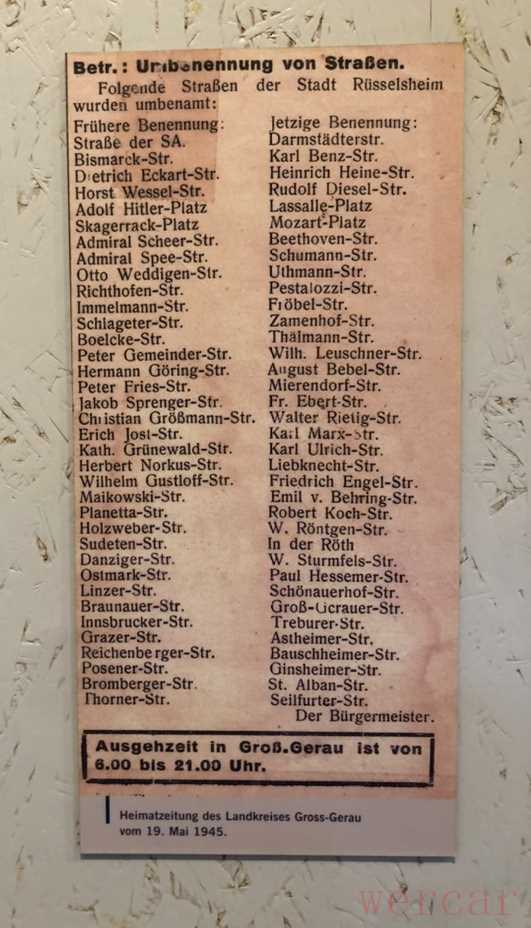 Betr.: Umbenennung von Straßen.
Folgende Straßen der Stadt Rüsselsheim
wurden umbenamt:
Frühere Benennung: Jetzige Benennung:
Straße der SA. Darmstädterstr.
Bismarck-Str. Karl Benz-Str.
Dietrich Eckart-Str. Heinrich Heine-Str.
Horst Wessel-Str. Rudolf Diesel-Str.
Adolf Hitler-Platz Lassalle-Platz
Skagerrack-Platz Mozart-Platz
Admiral Scheer-Str. Beethoven-Str.
Admiral Spee-Str. Schumann-Str.
Otto Weddigen-Str. Uthmann-Str.
Richthofen-Str. Pestalozzi-Str.
Immelmann-Str. Fröbel-Str.
Schlageter-Str. Zamenhof-Str.
Boelcke-Str. Thälmann-Str.
Peter Gemeinder-Str. Wilh. Leuschner-Str.
Hermann Göring-Str. August Bebel-Str.
Peter Fries-Str. Mierendorf-Str.
Jakob Sprenger-Str. Fr. Ebert-Str.
Christian Größmann-Str. Walter Rietig-Str.
Erich Jost-Str. Karl Marx-Str.
Kath. Grünewald-Str. Karl Ulrich-Str.
Herbert Norkus-Str. Liebknecht-Str.
Wilhelm Gustloff-Str. Friedrich Engel-Str.
Maikowski-Str. Emil v. Behring-Str.
Planetta-Str. Robert Koch-Str.
Holzweber-Str. W. Röntgen-Str.
Sudeten-Str. In der Röth
Danziger-Str. W. Sturmfels-Str.
Ostmark-Str. Paul Hessemer-Str.
Linzer-Str. Schönauerhof-Str.
Braunauer-Str. Groß-Gerauer-Str.
Innsbrucker-Str. Treburer-Str.
Grazer-Str. Astheimer-Str.
Reichenberger-Str. Bauschheimer-Str.
Posener-Str. Ginsheimer-Str.
Bromberger-Str. St. Alban-Str.
Thorner-Str. Seilfurter-Str.
Der Bürgermeister.
Ausgehzeit in Groß-Gerau ist von
6.00 bis 21.00 Uhr.
Heimatzeitung des Landkreises Gross-Gerau
vom 19. Mai 1945.
wercar